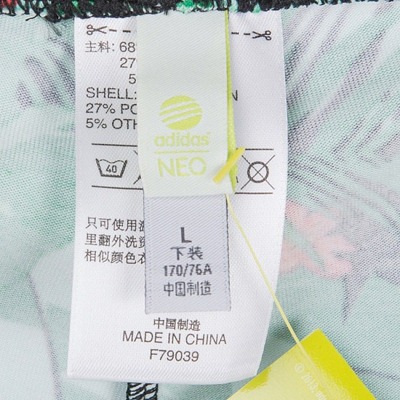 主料: 68
27
5
SHELL:
27% PO
5% OTH
N
adidas
NEO
40
L
下装
170/76A
中国制造
只可使用
里翻外洗
相似颜色
中国制造
MADE IN CHINA
F79039